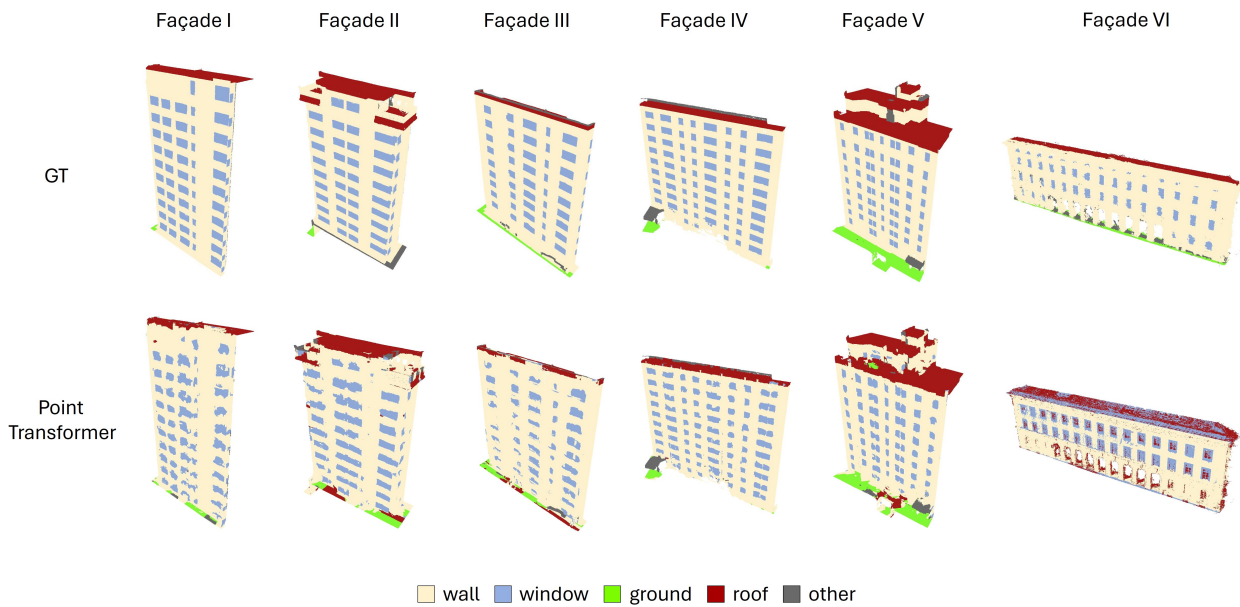 Façade I Façade II Façade III Façade IV Façade V Façade VI
GT
Point
Transformer
wall window ground roof other